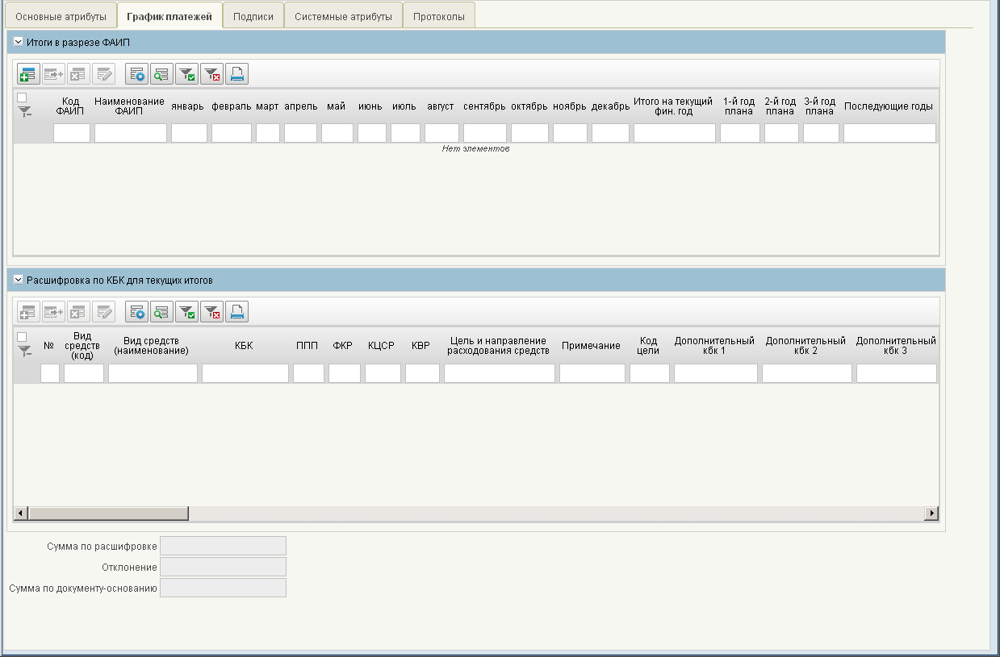 Основные атрибуты График платежей Подписи Системные атрибуты Протоколы
Итоги в разрезе ФАИП
Код ФАИП Наименование ФАИП январь февраль март апрель май июнь июль август сентябрь октябрь ноябрь декабрь Итого на текущий фин. год 1-й год плана 2-й год плана 3-й год плана Последующие годы
Нет элементов
Расшифровка по КБК для текущих итогов
№ Вид средств (код) Вид средств (наименование) КБК ППП ФКР КЦСР КВР Цель и направление расходования средств Примечание Код цели Дополнительный кбк 1 Дополнительный кбк 2 Дополнительный кбк 3
Сумма по расшифровке
Отклонение
Сумма по документу-основанию